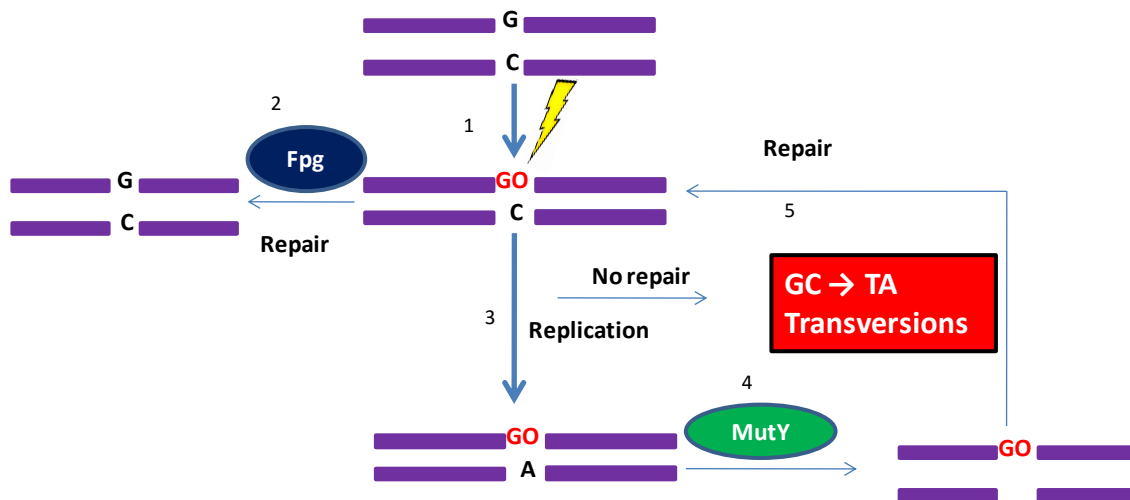 G
C
1
2
Fpg
G
C
Repair
GO
C
Repair
5
No repair
GC → TA
Transversions
3
Replication
4
GO
A
MutY
GO